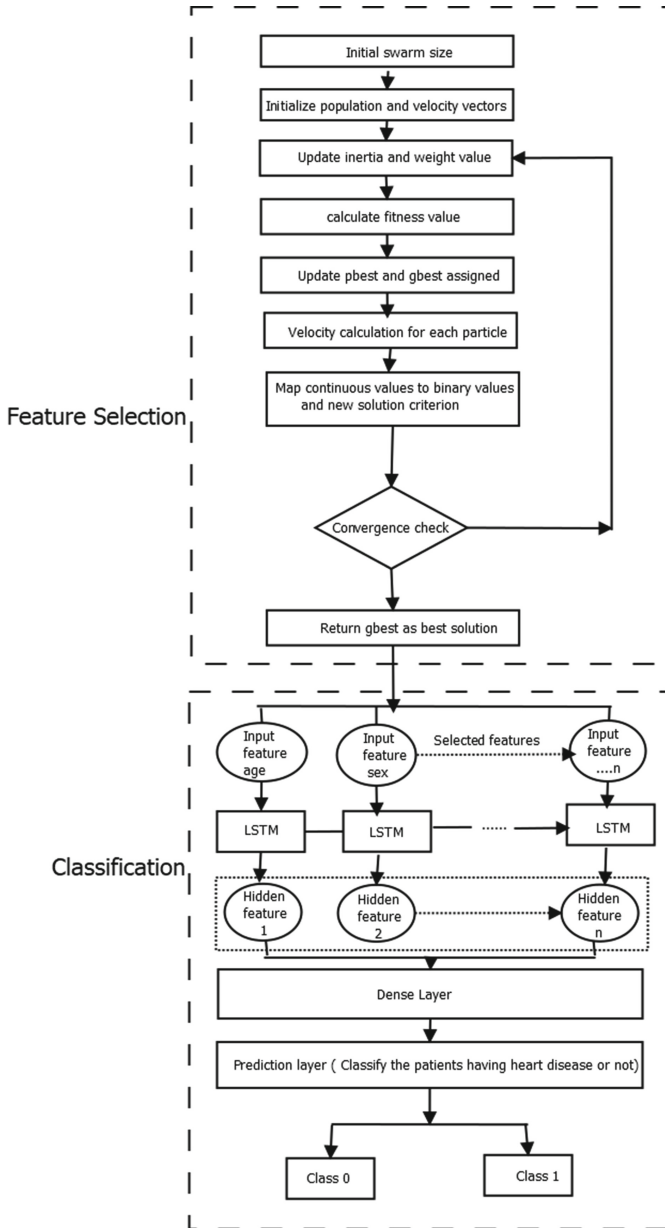 Initial swarm size
Initialize population and velocity vectors
Update inertia and weight value
calculate fitness value
Update pbest and gbest assigned
Velocity calculation for each particle
Map continuous values to binary values
and new solution criterion
Feature Selection
Convergence check
Return gbest as best solution
Input
feature
age
Input
feature
sex
Selected features
Input
feature
....n
LSTM
LSTM
......
LSTM
Classification
Hidden
feature
1
Hidden
feature
2
Hidden
feature
n
Dense Layer
Prediction layer ( Classify the patients having heart disease or not)
Class 0
Class 1